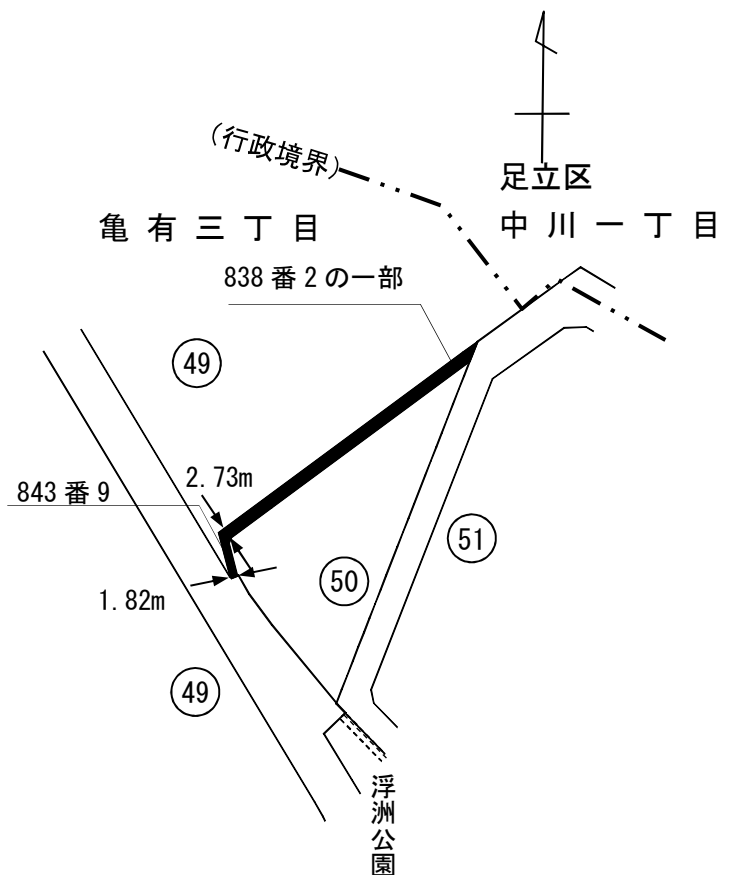 (行政境界)
足立区
中川一丁目
亀有三丁目
838番2の一部
49
2.73m
843番9
51
50
1.82m
49
浮洲公園